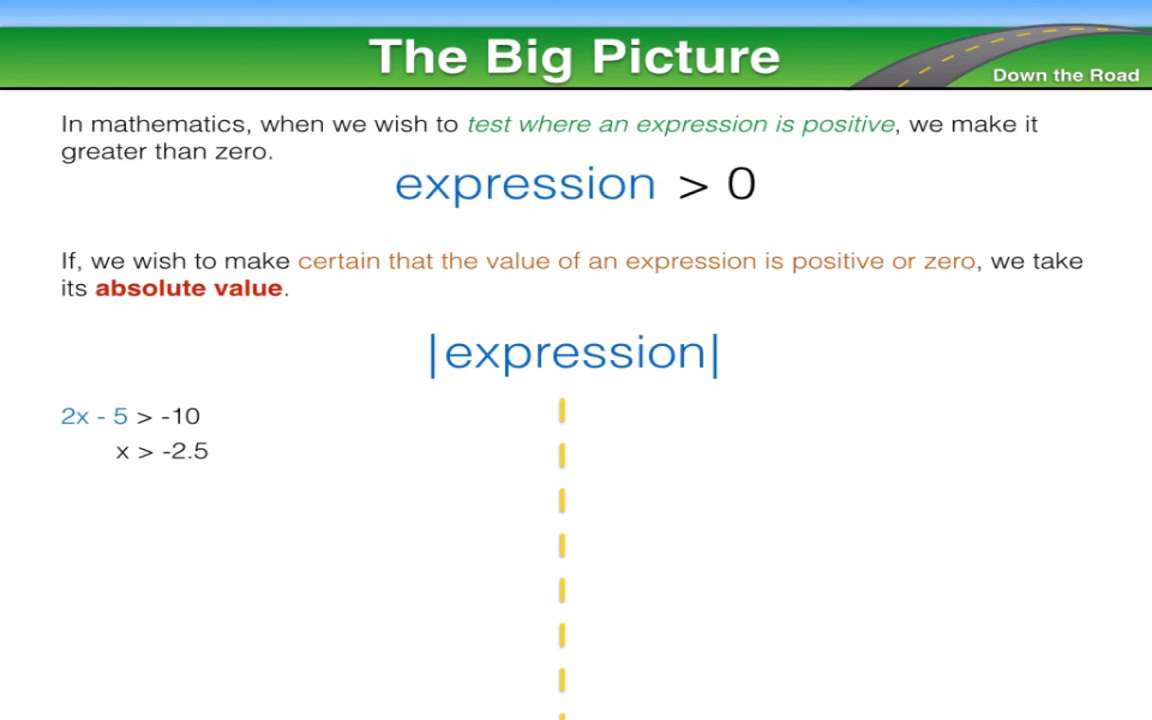 The Big Picture
Down the Road
In mathematics, when we wish to test where an expression is positive, we make it
greater than zero.
expression > 0
If, we wish to make certain that the value of an expression is positive or zero, we take
its absolute value.
|expression|
2x - 5 > -10
x > -2.5